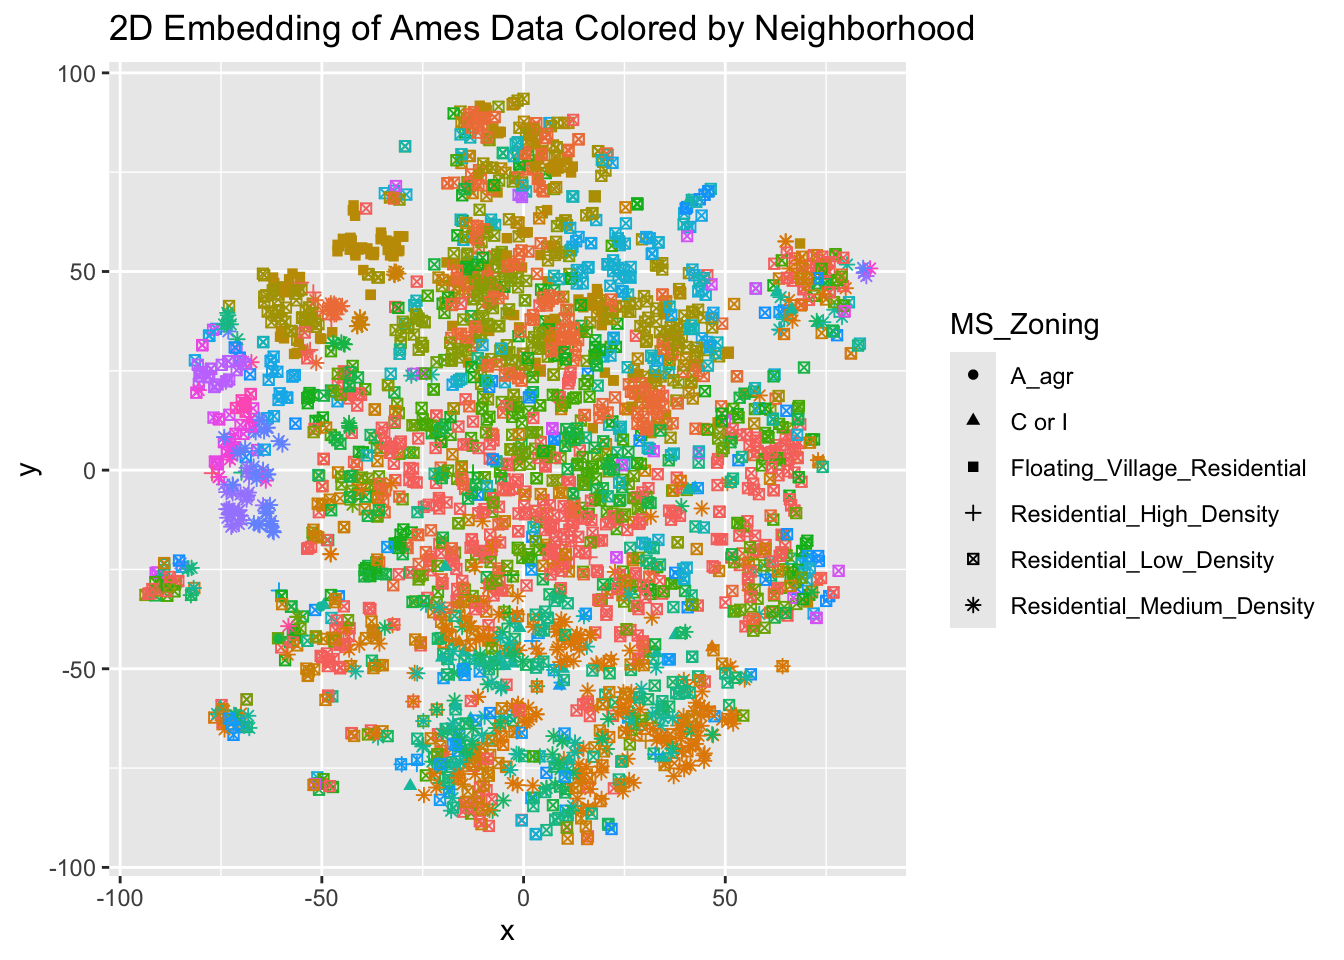 2D Embedding of Ames Data Colored by Neighborhood
100
50
0
-50
-100
y
-100
-50
0
50
x
MS_Zoning
A_agr
C or I
Floating_Village_Residential
Residential_High_Density
Residential_Low_Density
Residential_Medium_Density